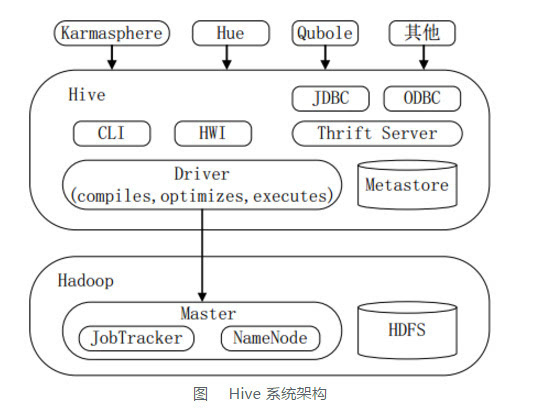 Karmasphere Hue Qubole 其他
Hive
JDBC ODBC
CLI HWI Thrift Server
Driver
(compiles,optimizes,executes)
Metastore
Hadoop
Master
JobTracker NameNode
HDFS
图 Hive 系统架构